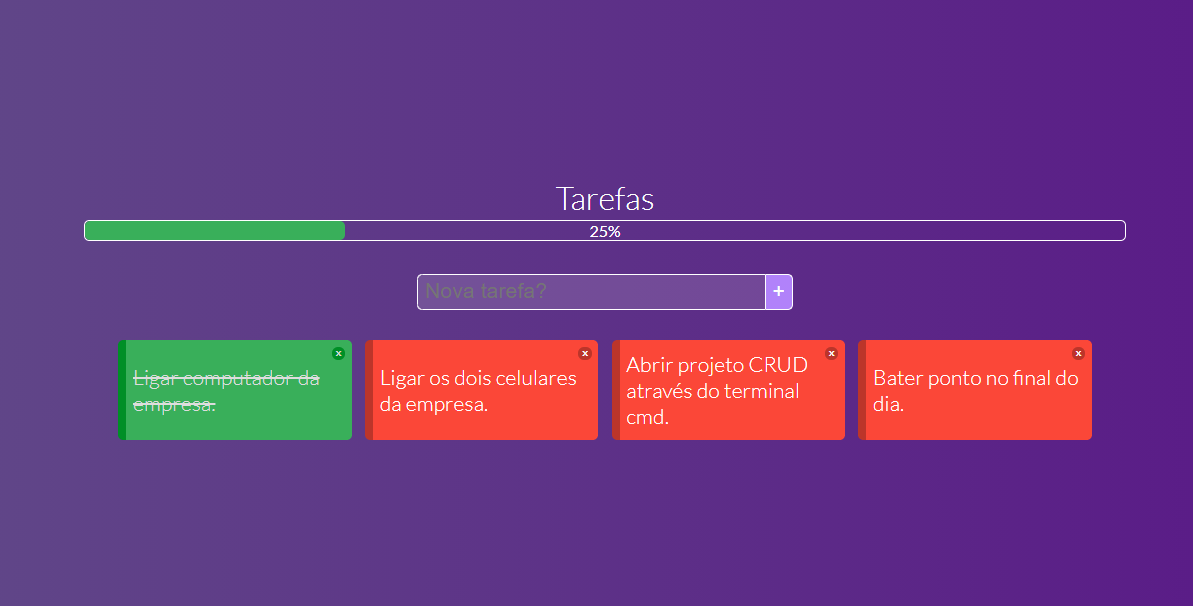 Tarefas
25%
Nova tarefa?
+
x
Ligar computador da
empresa.
x
Ligar os dois celulares
da empresa.
x
Abrir projeto CRUD
através do terminal
cmd.
x
Bater ponto no final do
dia.